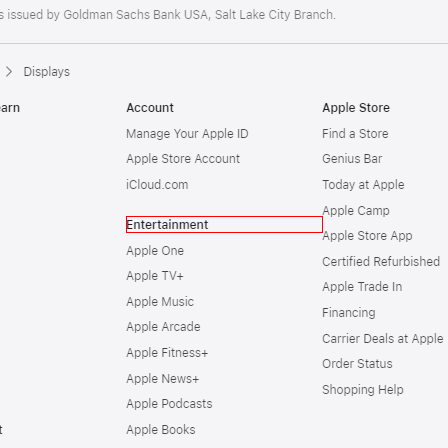 s issued by Goldman Sachs Bank USA, Salt Lake City Branch.
Displays
earn
Account
Manage Your Apple ID
Apple Store Account
iCloud.com
Entertainment
Apple One
Apple TV+
Apple Music
Apple Arcade
Apple Fitness+
Apple News+
Apple Podcasts
Apple Books
t
Apple Store
Find a Store
Genius Bar
Today at Apple
Apple Camp
Apple Store App
Certified Refurbished
Apple Trade In
Financing
Carrier Deals at Apple
Order Status
Shopping Help